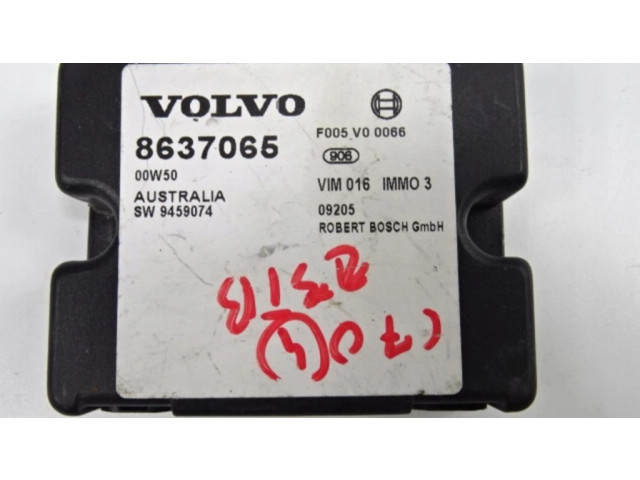 VOLVO
8637065
00W50
AUSTRALIA
SW 9459074
F005 V0 0066
906
VIM 016 IMMO 3
09205
ROBERT BOSCH GmbH